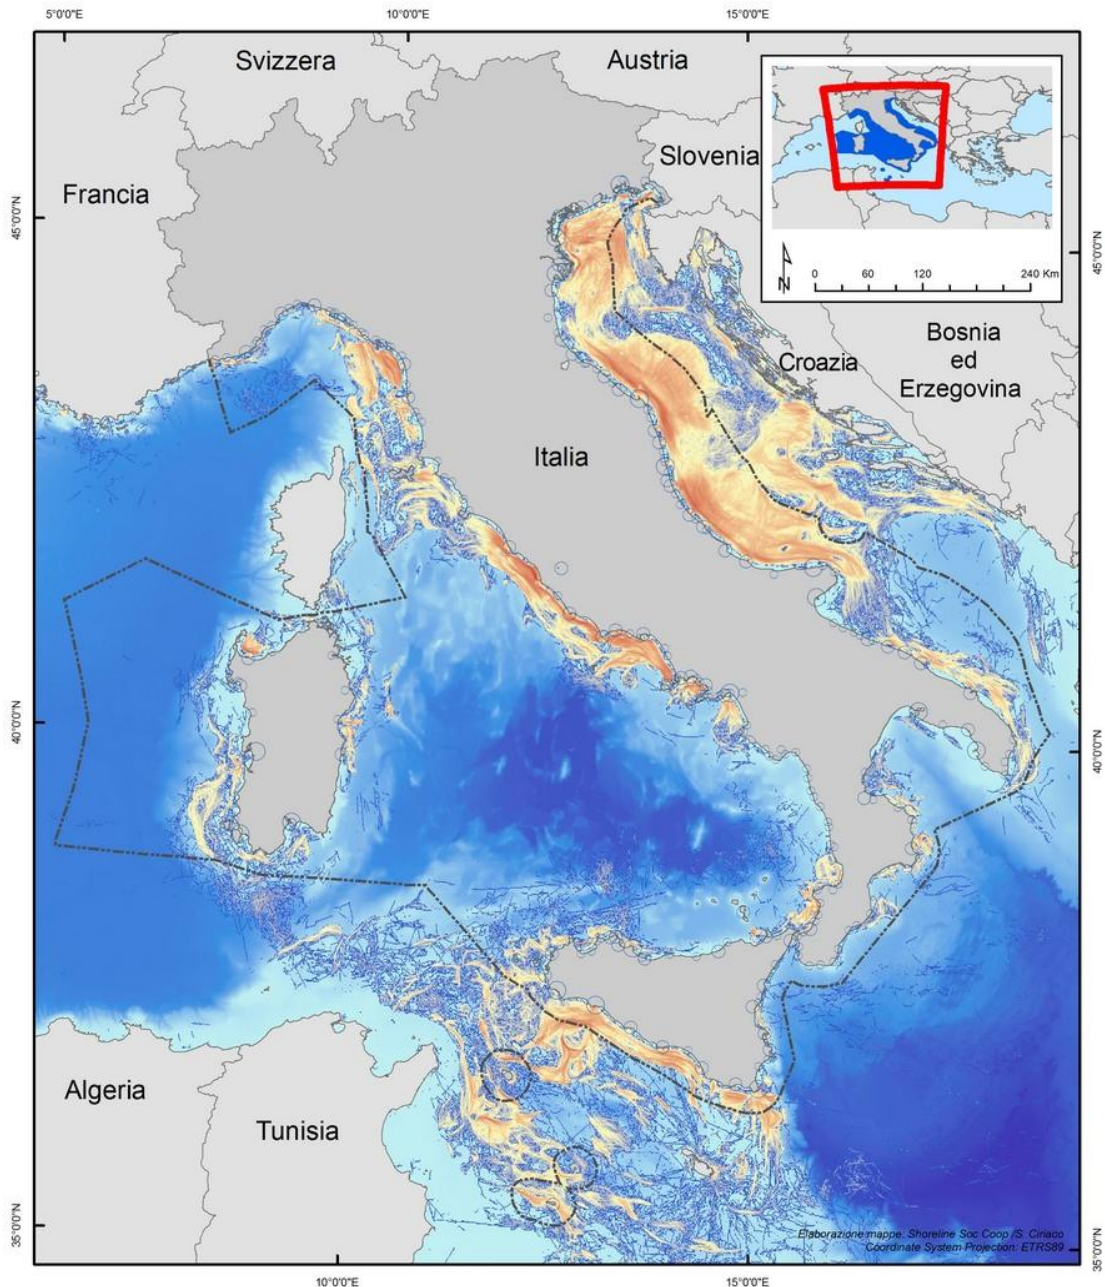 5°0'0"E 10°0'0"E 15°0'0"E
Svizzera
Austria
Slovenia
Francia
45°0'0"N
45°0'0"N
N
0 60 120 240 Km
Bosnia
ed
Erzegovina
Croazia
Italia
40°0'0"N
40°0'0"N
Algeria
Tunisia
35°0'0"N
35°0'0"N
Elaborazione mappe: Shoreline Soc Coop /S. Ciriaco
Coordinate System Projection: ETRS89
10°0'0"E 15°0'0"E